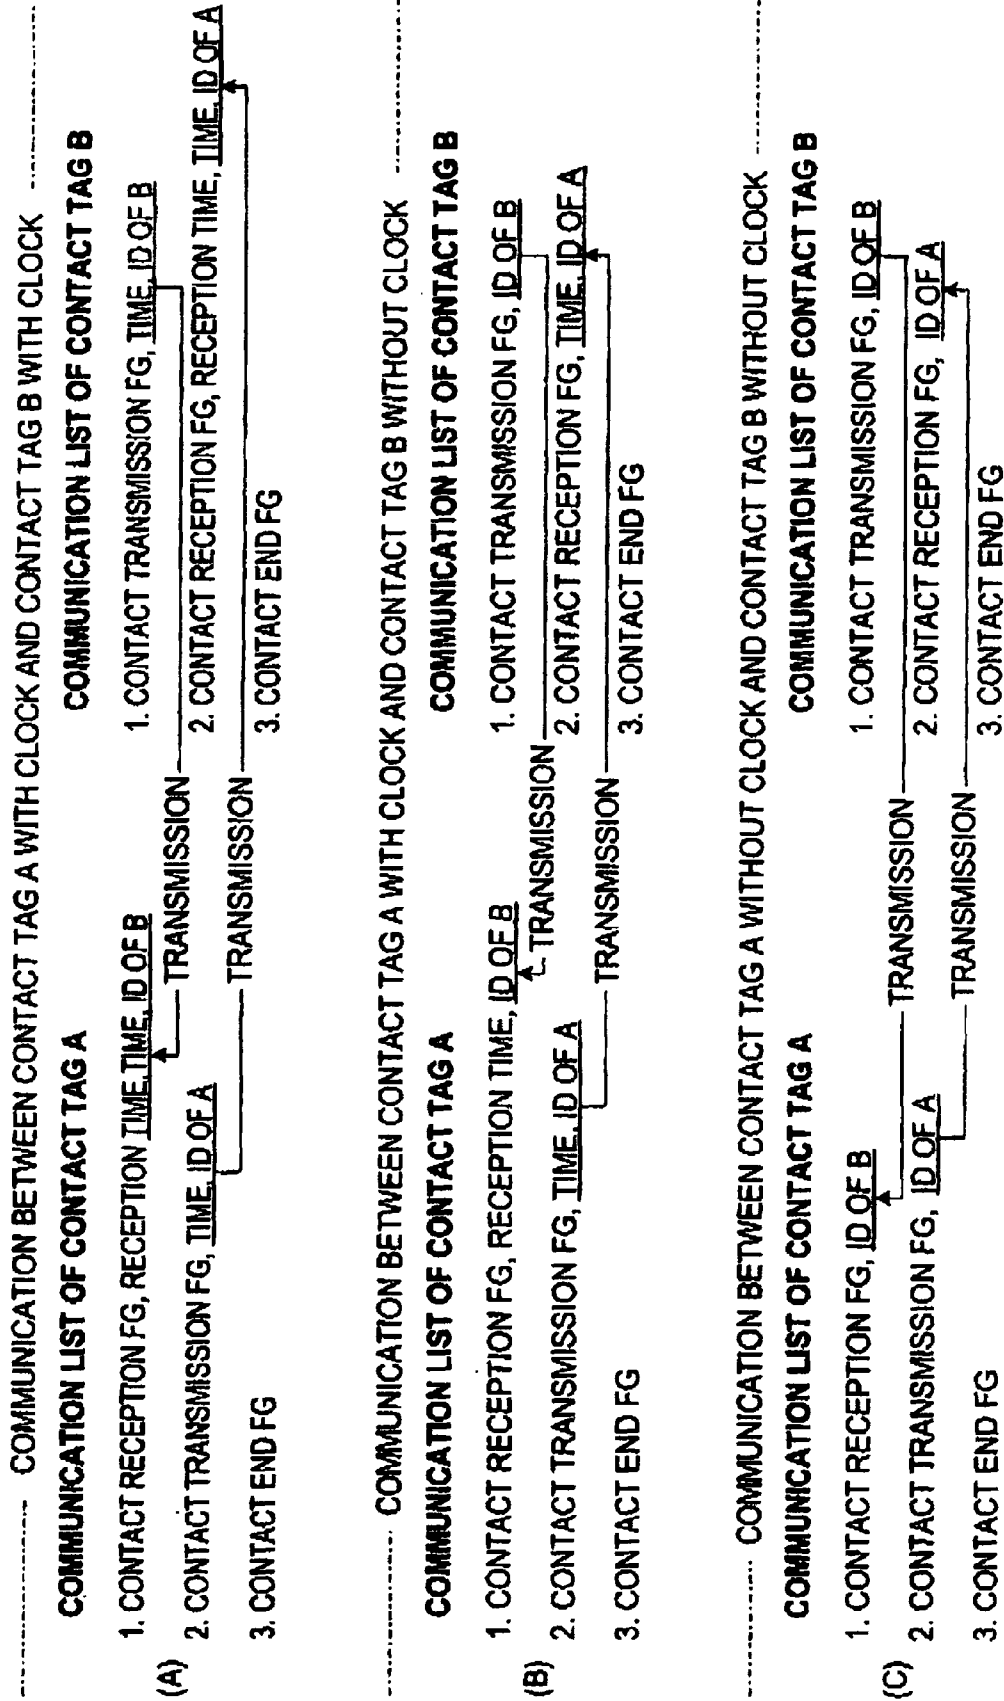 COMMUNICATION BETWEEN CONTACT TAG A WITH CLOCK AND CONTACT TAG B WITH CLOCK
(A)
COMMUNICATION LIST OF CONTACT TAG A
1. CONTACT RECEPTION FG, RECEPTION TIME, TIME, ID OF B
2. CONTACT TRANSMISSION FG, TIME, ID OF A
3. CONTACT END FG
TRANSMISSION
TRANSMISSION
COMMUNICATION LIST OF CONTACT TAG B
1. CONTACT TRANSMISSION FG, TIME, ID OF B
2. CONTACT RECEPTION FG, RECEPTION TIME, TIME, ID OF A
3. CONTACT END FG
COMMUNICATION BETWEEN CONTACT TAG A WITH CLOCK AND CONTACT TAG B WITHOUT CLOCK
(B)
COMMUNICATION LIST OF CONTACT TAG A
1. CONTACT RECEPTION FG, RECEPTION TIME, ID OF B
2. CONTACT TRANSMISSION FG, TIME, ID OF A
3. CONTACT END FG
TRANSMISSION
TRANSMISSION
COMMUNICATION LIST OF CONTACT TAG B
1. CONTACT TRANSMISSION FG, ID OF B
2. CONTACT RECEPTION FG, TIME, ID OF A
3. CONTACT END FG
COMMUNICATION BETWEEN CONTACT TAG A WITHOUT CLOCK AND CONTACT TAG B WITHOUT CLOCK
(C)
COMMUNICATION LIST OF CONTACT TAG A
1. CONTACT RECEPTION FG, ID OF B
2. CONTACT TRANSMISSION FG, ID OF A
3. CONTACT END FG
TRANSMISSION
TRANSMISSION
COMMUNICATION LIST OF CONTACT TAG B
1. CONTACT TRANSMISSION FG, ID OF B
2. CONTACT RECEPTION FG, ID OF A
3. CONTACT END FG